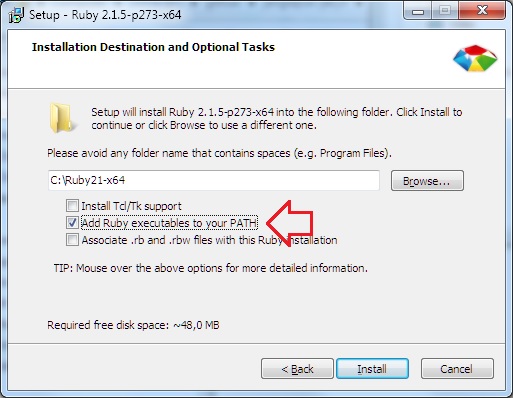 Setup - Ruby 2.1.5-p273-x64
Installation Destination and Optional Tasks
Setup will install Ruby 2.1.5-p273-x64 into the following folder. Click Install to
continue or click Browse to use a different one.
Please avoid any folder name that contains spaces (e.g. Program Files).
C:\Ruby21-x64
Browse...
Install Tcl/Tk support
Add Ruby executables to your PATH
Associate .rb and .rbw files with this Ruby installation
TIP: Mouse over the above options for more detailed information.
Required free disk space: ~48,0 MB
< Back
Install
Cancel